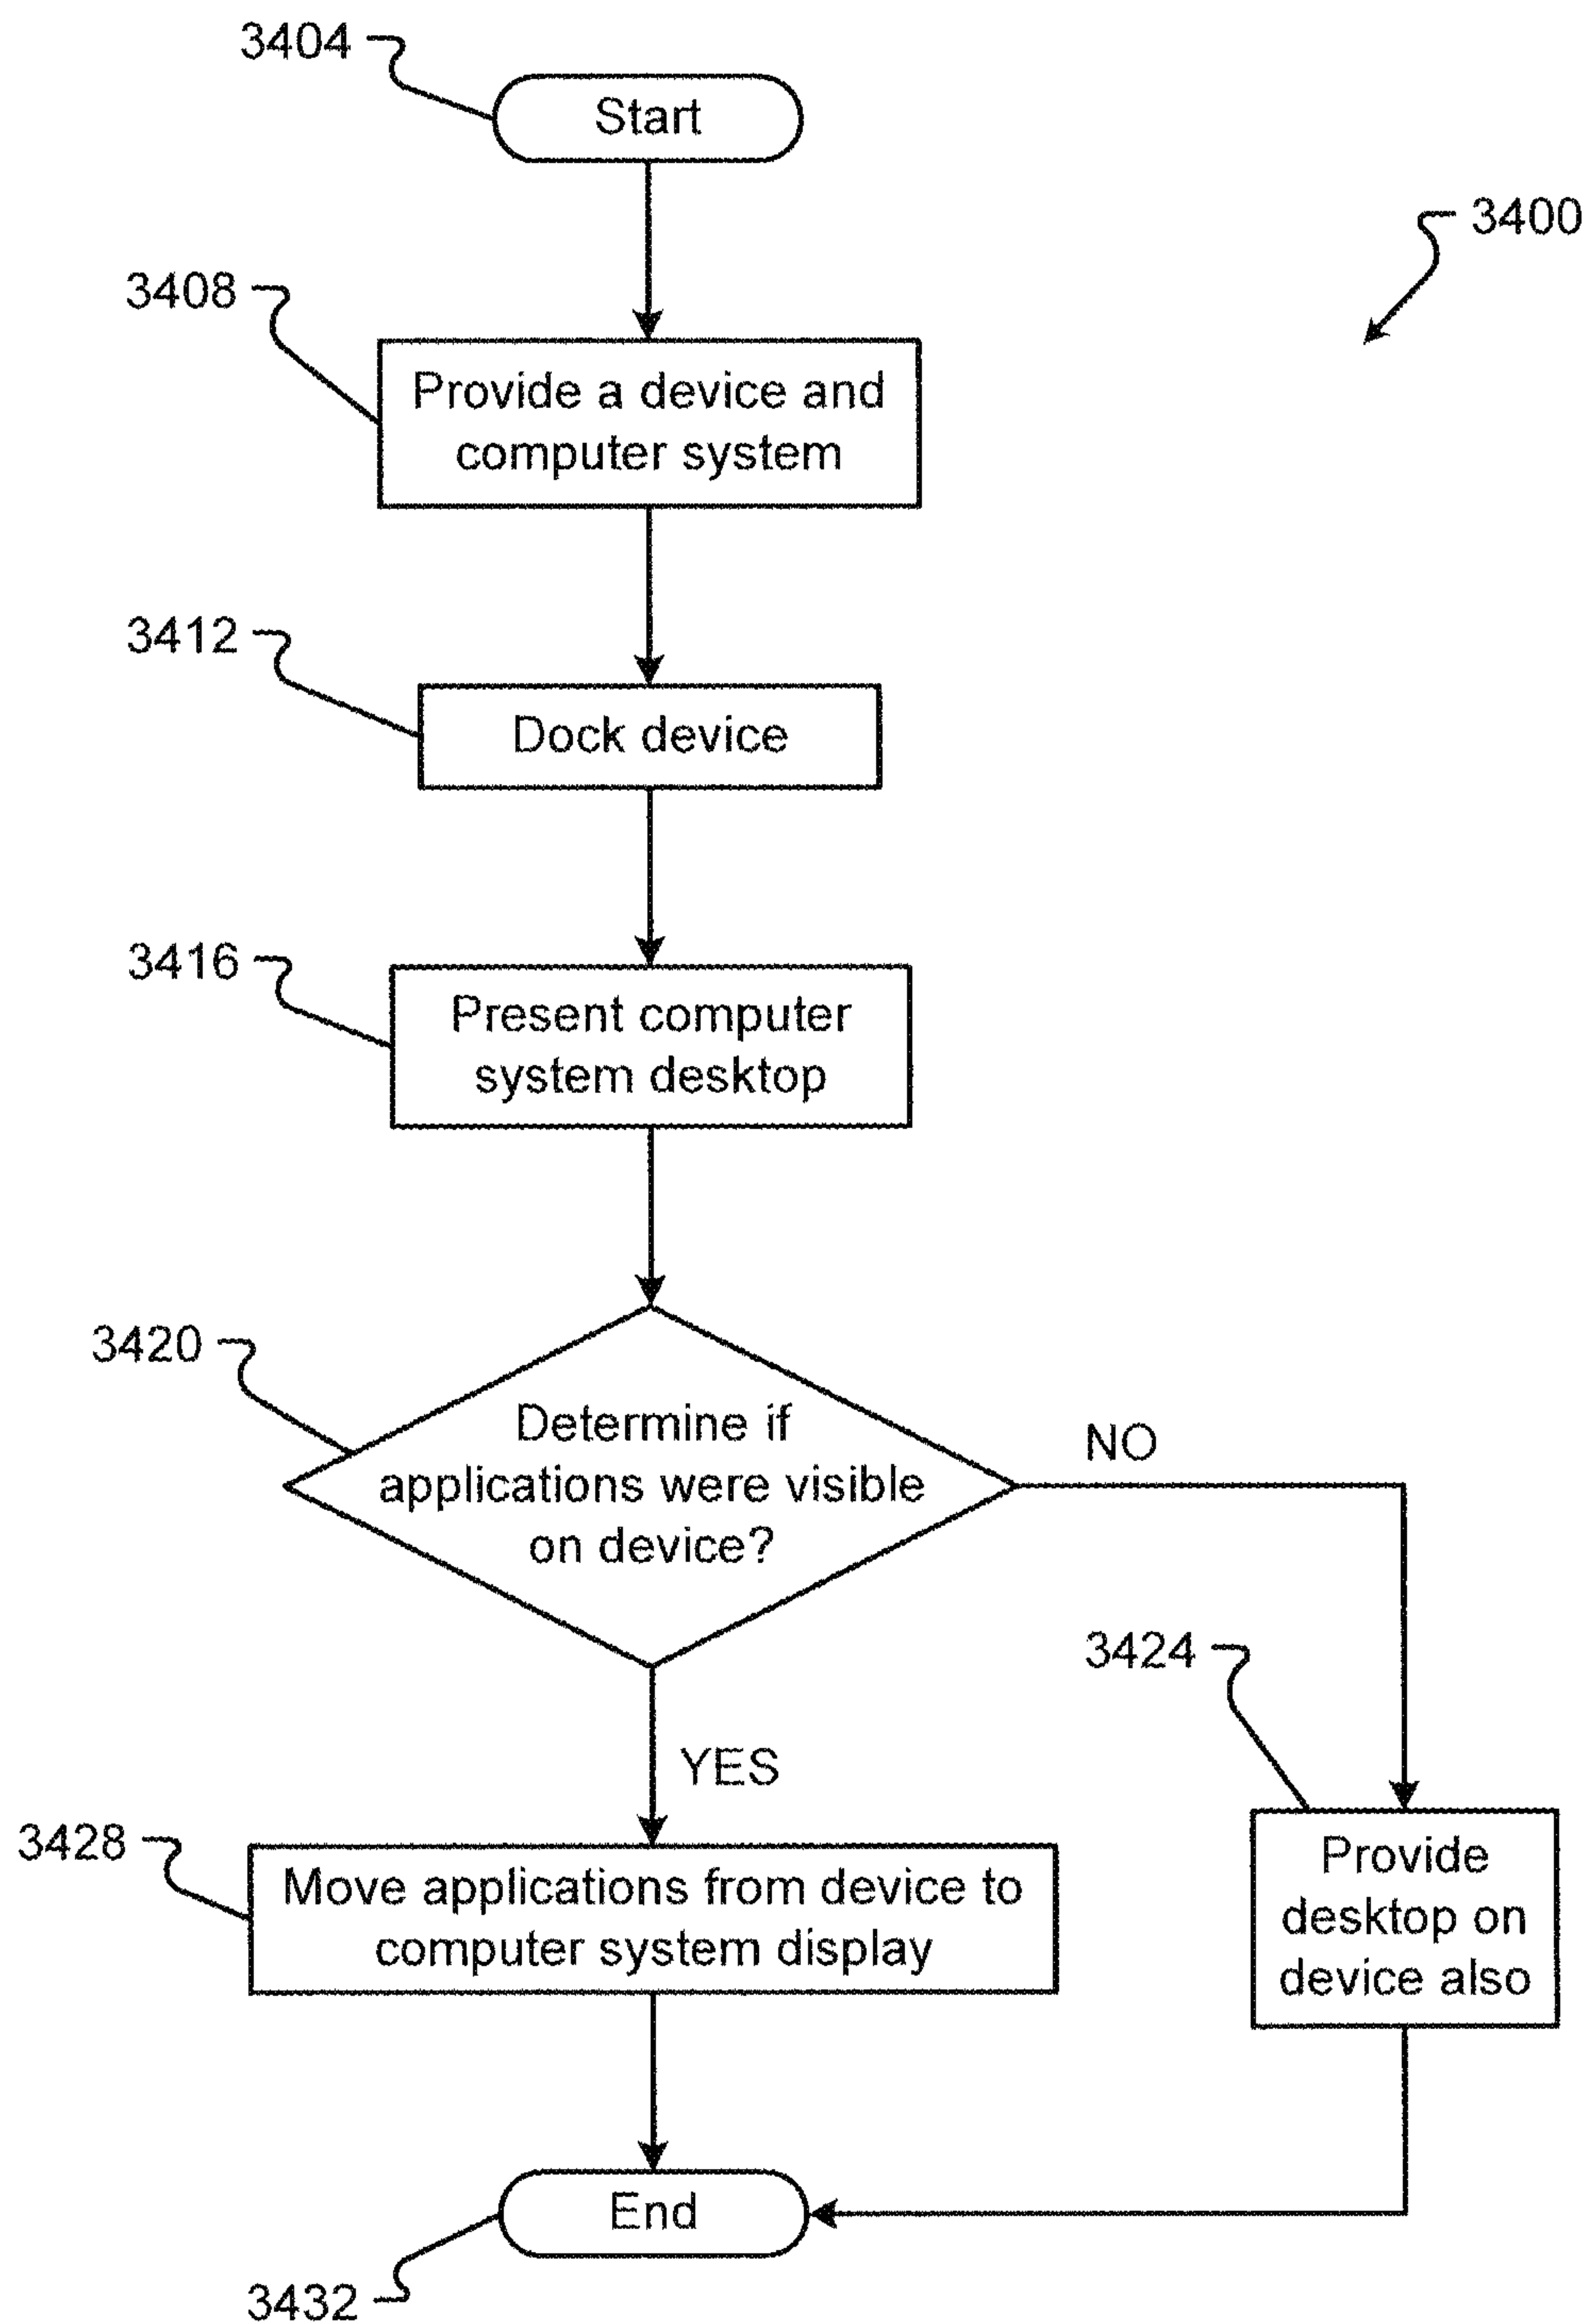 3404
Start
3400
3408
Provide a device and
computer system
3412
Dock device
3416
Present computer
system desktop
3420
Determine if
applications were visible
on device?
NO
3424
YES
3428
Move applications from device to
computer system display
Provide
desktop on
device also
End
3432